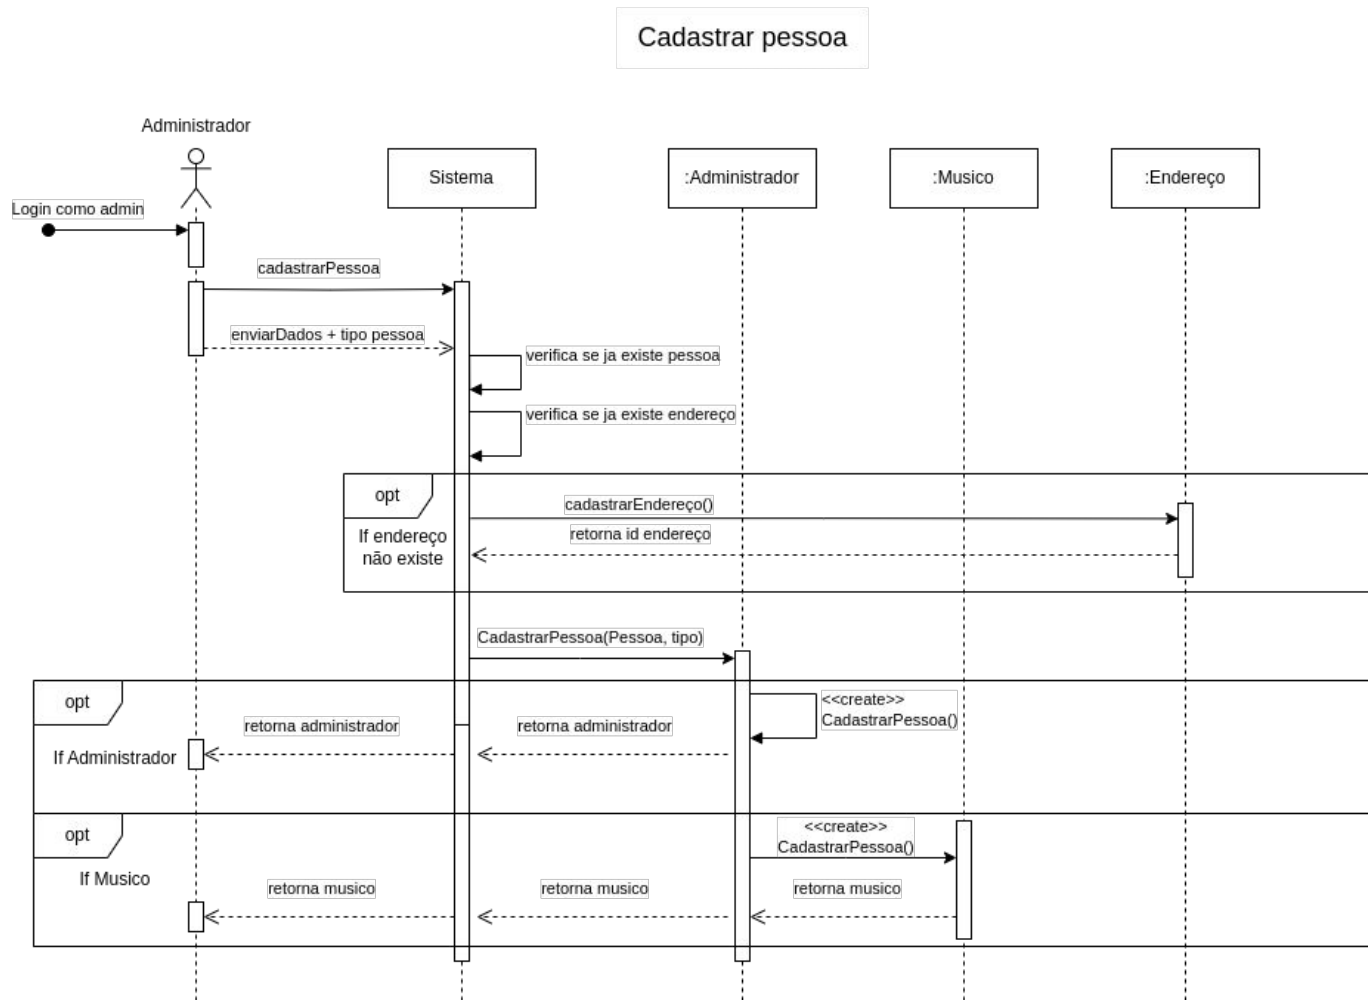 Cadastrar pessoa
Administrador
Sistema
:Administrador
:Musico
:Endereço
Login como admin
cadastrarPessoa
enviarDados + tipo pessoa
verifica se ja existe pessoa
verifica se ja existe endereço
opt
If endereço
não existe
cadastrarEndereço()
retorna id endereço
CadastrarPessoa(Pessoa, tipo)
opt
If Administrador
<<create>>
CadastrarPessoa()
retorna administrador
retorna administrador
opt
If Musico
<<create>>
CadastrarPessoa()
retorna musico
retorna musico
retorna musico